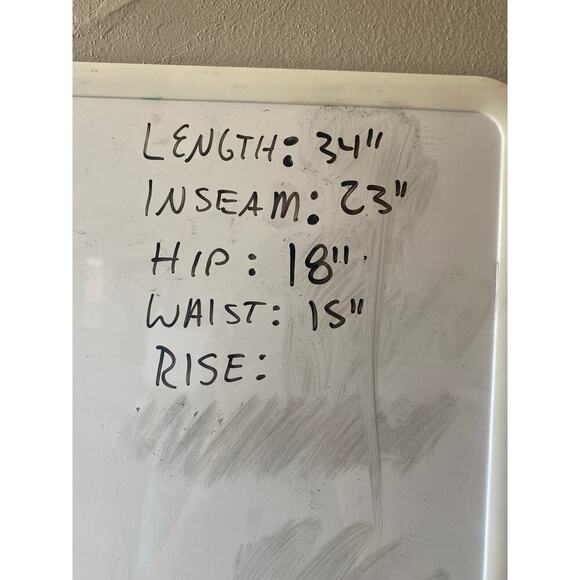 LENGTH: 34"
INSEAM: 23"
HIP: 18"
WAIST: 15"
RISE: